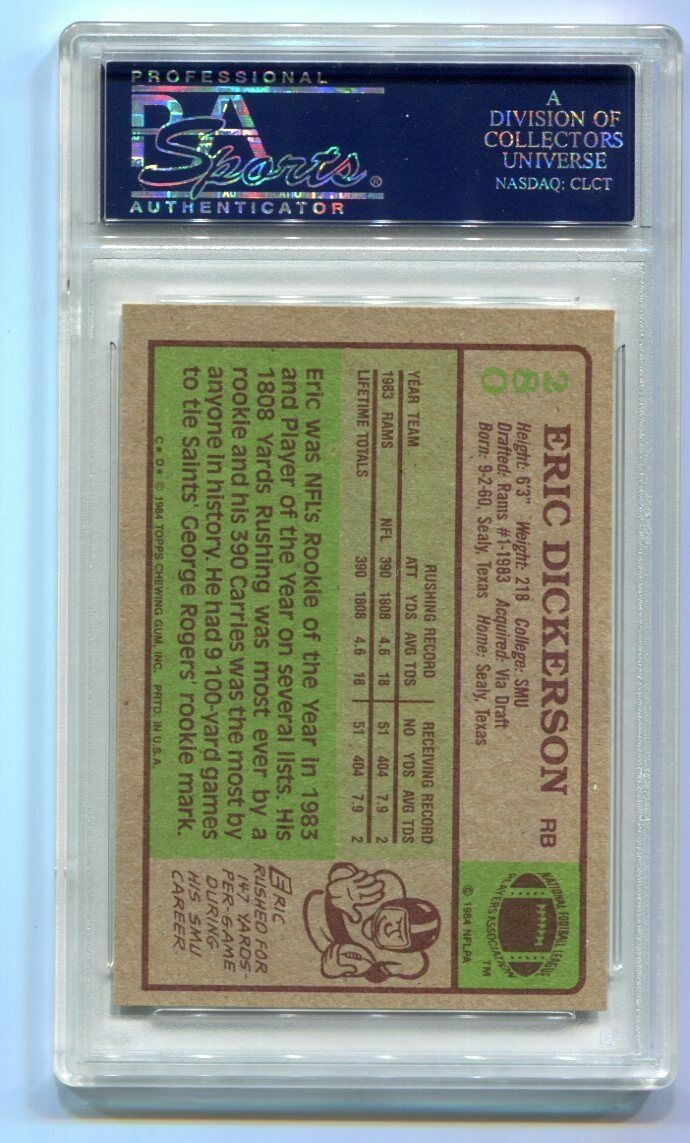 PROFESSIONAL
PSA
Sports®
AUTHENTICATOR
A
DIVISION OF
COLLECTORS
UNIVERSE
NASDAQ: CLCT
280
ERIC DICKERSON RB
Height: 6'3" Weight: 218 College: SMU
Drafted: Rams #1-1983 Acquired: Via Draft
Born: 9-2-60, Sealy, Texas Home: Sealy, Texas
NATIONAL FOOTBALL LEAGUE
PLAYERS ASSOCIATION
TM
© 1984 NFLPA
RUSHING RECORD RECEIVING RECORD
YEAR TEAM ATT YDS AVG TDS NO YDS AVG TDS
1983 RAMS NFL 390 1808 4.6 18 51 404 7.9 2
LIFETIME TOTALS 390 1808 4.6 18 51 404 7.9 2
Eric was NFL's Rookie of the Year in 1983
and Player of the Year on several lists. His
1808 Yards Rushing was most ever by a
rookie and his 390 Carries was the most by
anyone in history. He had 9 100-yard games
to tie Saints' George Rogers' rookie mark.
C* D* © 1984 TOPPS CHEWING GUM, INC. PRTD. IN U.S.A.
ERIC
RUSHED FOR
147 YARDS-
PER-GAME
DURING
HIS SMU
CAREER.